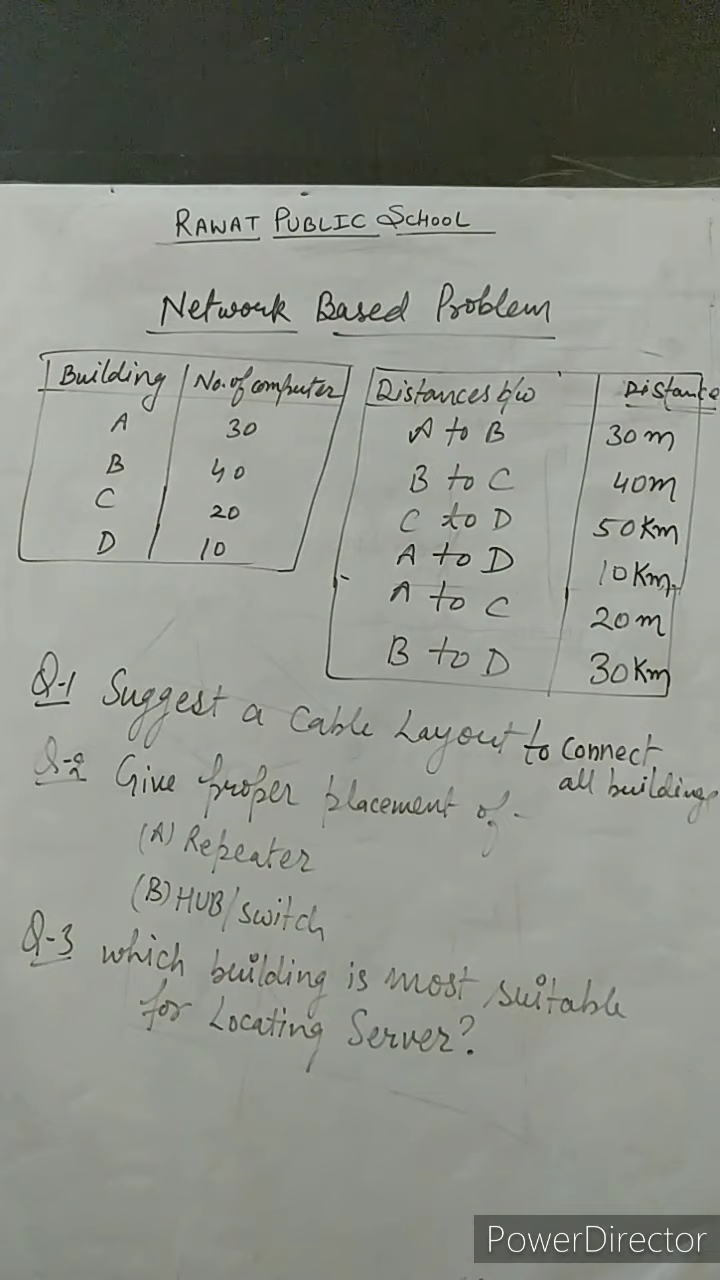 RAWAT PUBLIC SCHOOL
Network Based Problem
Building No. of computer
A 30
B 40
C 20
D 10
Distances b/w Distance
A to B 30m
B to C 40m
C to D 50Km
A to D 10Km
A to C 20m
B to D 30Km
Q-1 Suggest a Cable Layout to connect
all buildings
Q-2 Give proper placement of-
(A) Repeater
(B) HUB/Switch
Q-3 which building is most suitable
for Locating Server?
PowerDirector